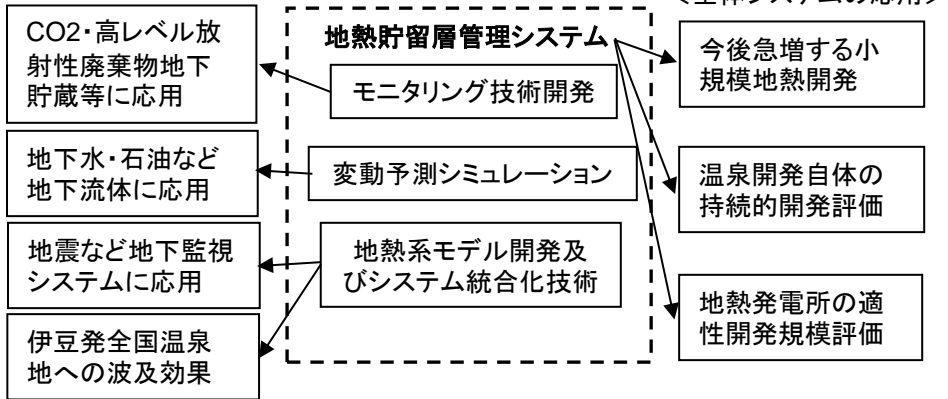 CO2・高レベル放
射性廃棄物地下
貯蔵等に応用
地下水・石油など
地下流体に応用
地震など地下監視
システムに応用
伊豆発全国温泉
地への波及効果
地熱貯留層管理システム
モニタリング技術開発
変動予測シミュレーション
地熱系モデル開発及
びシステム統合化技術
今後急増する小
規模地熱開発
温泉開発自体の
持続的開発評価
地熱発電所の適
性開発規模評価